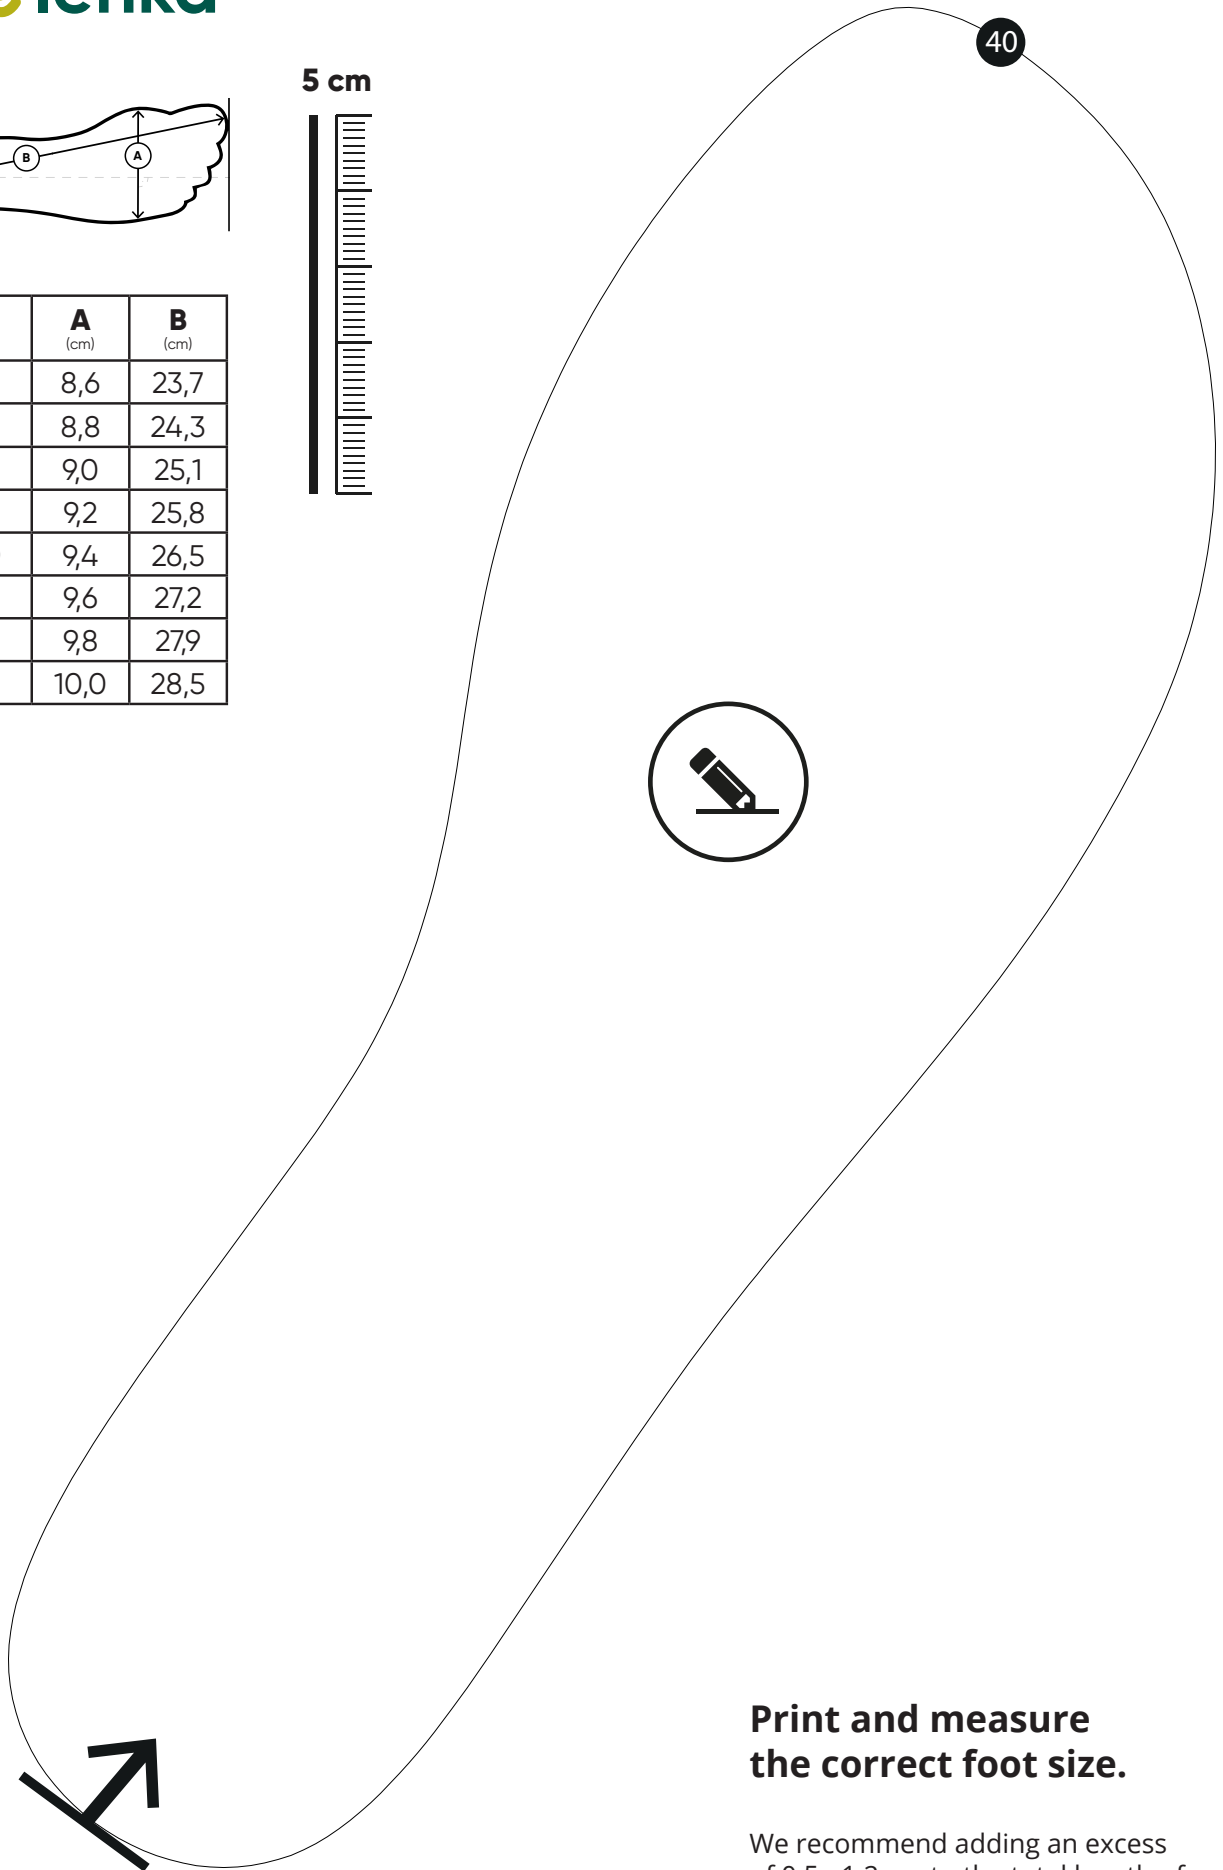 40
5 cm
B
A
A B
(cm) (cm)
8,6 23,7
8,8 24,3
9,0 25,1
9,2 25,8
9,4 26,5
9,6 27,2
9,8 27,9
10,0 28,5
Print and measure
the correct foot size.
We recommend adding an excess